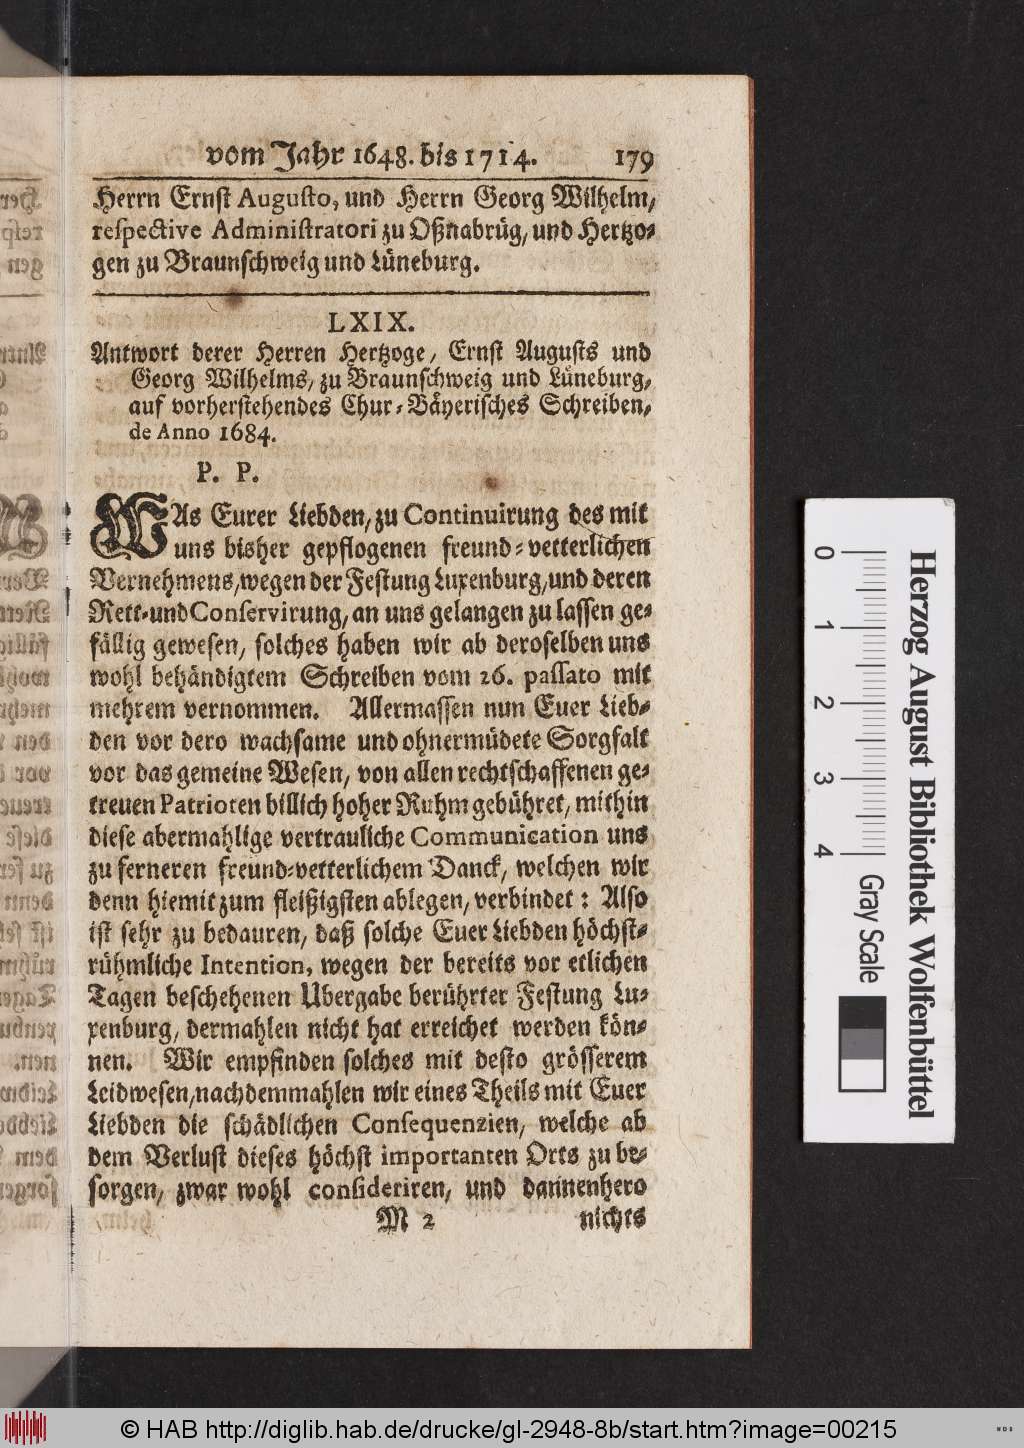 vom Jahr 1648. bis 1714. 179
Herrn Ernst Augusto, und Herrn Georg Wilhelm,
respective Administratori zu Oßnabrüg, und Hertzo-
gen zu Braunschweig und Lüneburg.
LXIX.
Antwort derer Herren Hertzoge, Ernst Augusts und
Georg Wilhelms, zu Braunschweig und Lüneburg,
auf vorherstehendes Chur-Bäyerisches Schreiben,
de Anno 1684.
P. P.
WAs Eurer Liebden, zu Continuirung des mit
uns bisher gepflogenen freund-vetterlichen
Vernehmens, wegen der Festung Luxenburg, und deren
Rett- und Conservirung, an uns gelangen zu lassen ge-
fällig gewesen, solches haben wir ab deroselben uns
wohl behändigtem Schreiben vom 26. passato mit
mehrem vernommen. Allermassen nun Euer Lieb-
den vor dero wachsame und ohnermüdete Sorgfalt
vor das gemeine Wesen, von allen rechtschaffenen ge-
treuen Patrioten billich hoher Ruhm gebühret, mithin
diese abermahlige vertrauliche Communication uns
zu ferneren freund-vetterlichem Danck, welchen wir
denn hiemit zum fleißigsten ablegen, verbindet: Also
ist sehr zu bedauren, daß solche Euer Liebden höchst-
rühmliche Intention, wegen der bereits vor etlichen
Tagen beschehenen Ubergabe berührter Festung Lu-
xenburg, dermahlen nicht hat erreichet werden kön-
nen. Wir empfinden solches mit desto grösserem
Leidwesen, nachdemmahlen wir eines Theils mit Euer
Liebden die schädlichen Consequenzien, welche ab
dem Verlust dieses höchst importanten Orts zu be-
sorgen, zwar wohl consideriren, und dannenhero
M 2 nichts
0 1 2 3 4 Gray Scale
Herzog August Bibliothek Wolfenbüttel
© HAB http://diglib.hab.de/drucke/gl-2948-8b/start.htm?image=00215